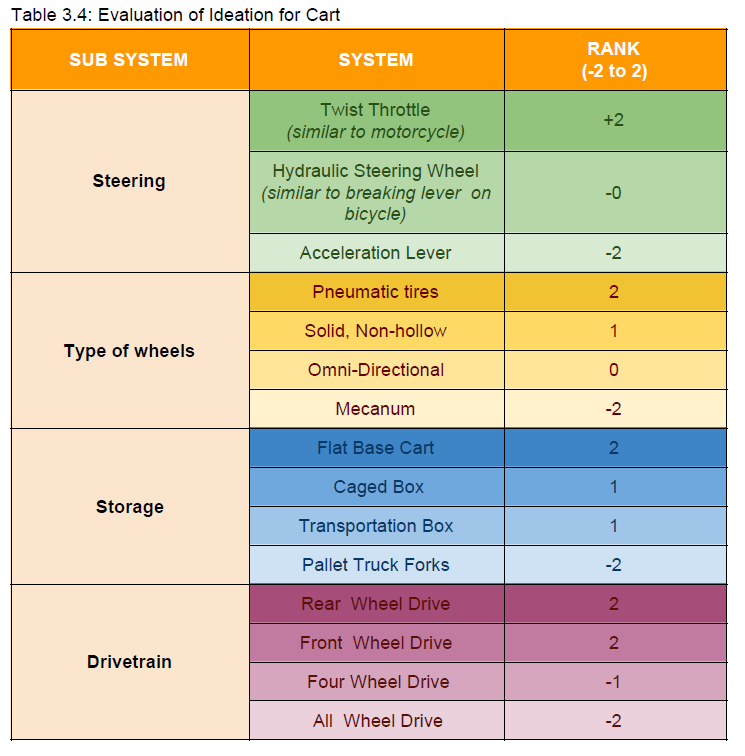 Table 3.4: Evaluation of Ideation for Cart
SUB SYSTEM
SYSTEM
RANK
(-2 to 2)
Steering
Twist Throttle
(similar to motorcycle)
+2
Hydraulic Steering Wheel
(similar to breaking lever on
bicycle)
-0
Acceleration Lever
-2
Type of wheels
Pneumatic tires
2
Solid, Non-hollow
1
Omni-Directional
0
Mecanum
-2
Storage
Flat Base Cart
2
Caged Box
1
Transportation Box
1
Pallet Truck Forks
-2
Drivetrain
Rear Wheel Drive
2
Front Wheel Drive
2
Four Wheel Drive
-1
All Wheel Drive
-2